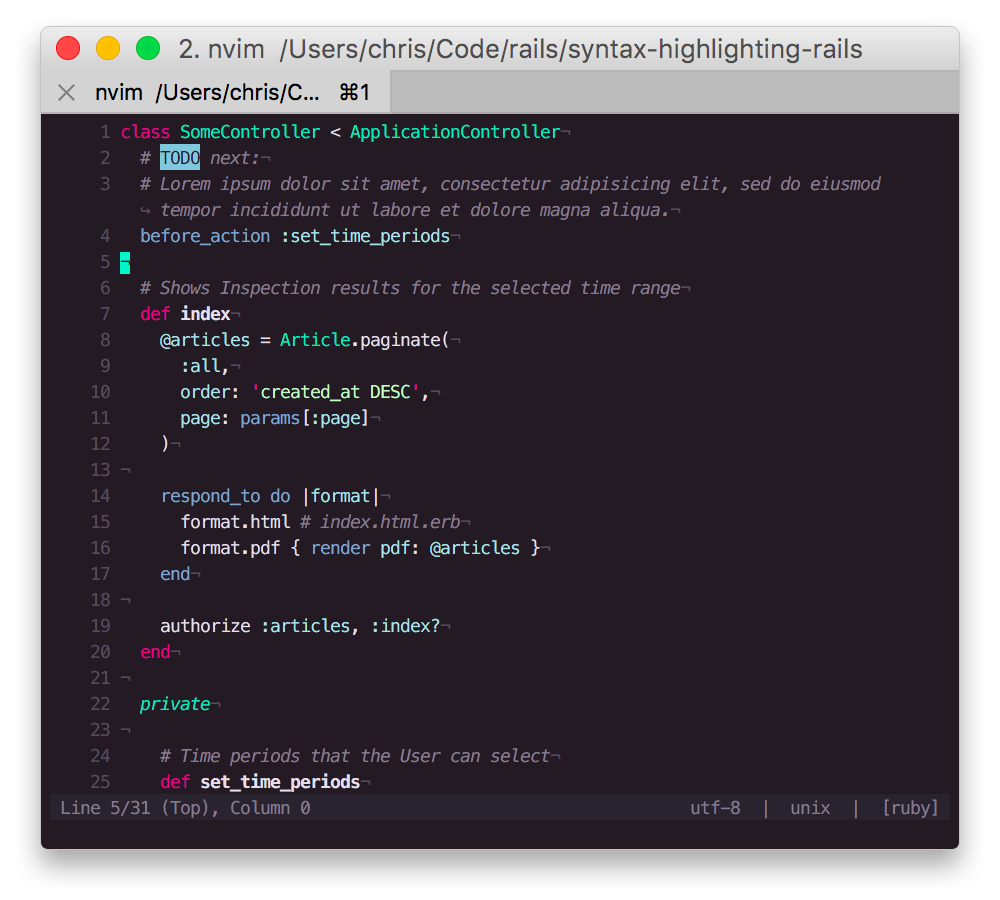 2. nvim /Users/chris/Code/rails/syntax-highlighting-rails
nvim /Users/chris/C... ⌘1
1 class SomeController < ApplicationController¬
2   # TODO next:¬
3   # Lorem ipsum dolor sit amet, consectetur adipisicing elit, sed do eiusmod
↪ tempor incididunt ut labore et dolore magna aliqua.¬
4   before_action :set_time_periods¬
5 ¬
6   # Shows Inspection results for the selected time range¬
7   def index¬
8     @articles = Article.paginate(¬
9       :all,¬
10       order: 'created_at DESC',¬
11       page: params[:page]¬
12     )¬
13 ¬
14     respond_to do |format|¬
15       format.html # index.html.erb¬
16       format.pdf { render pdf: @articles }¬
17     end¬
18 ¬
19     authorize :articles, :index?¬
20   end¬
21 ¬
22   private¬
23 ¬
24     # Time periods that the User can select¬
25     def set_time_periods¬
Line 5/31 (Top), Column 0 utf-8 | unix | [ruby]